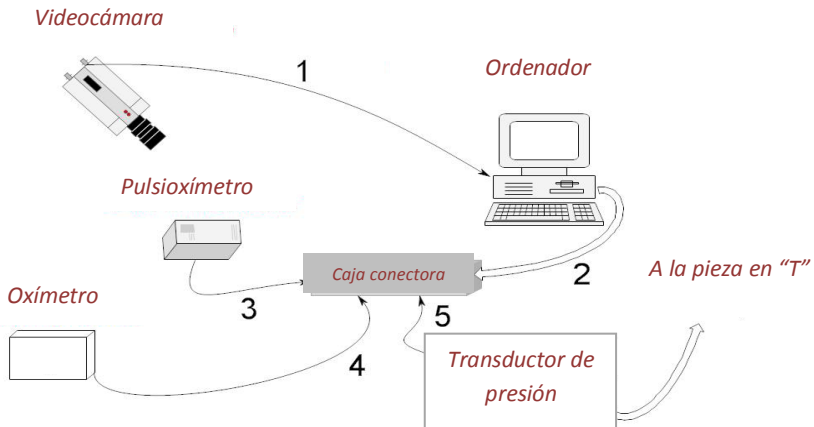 Videocámara
1
Ordenador
Pulsioxímetro
Caja conectora
2
A la pieza en “T”
Oxímetro
3
5
4
Transductor de
presión